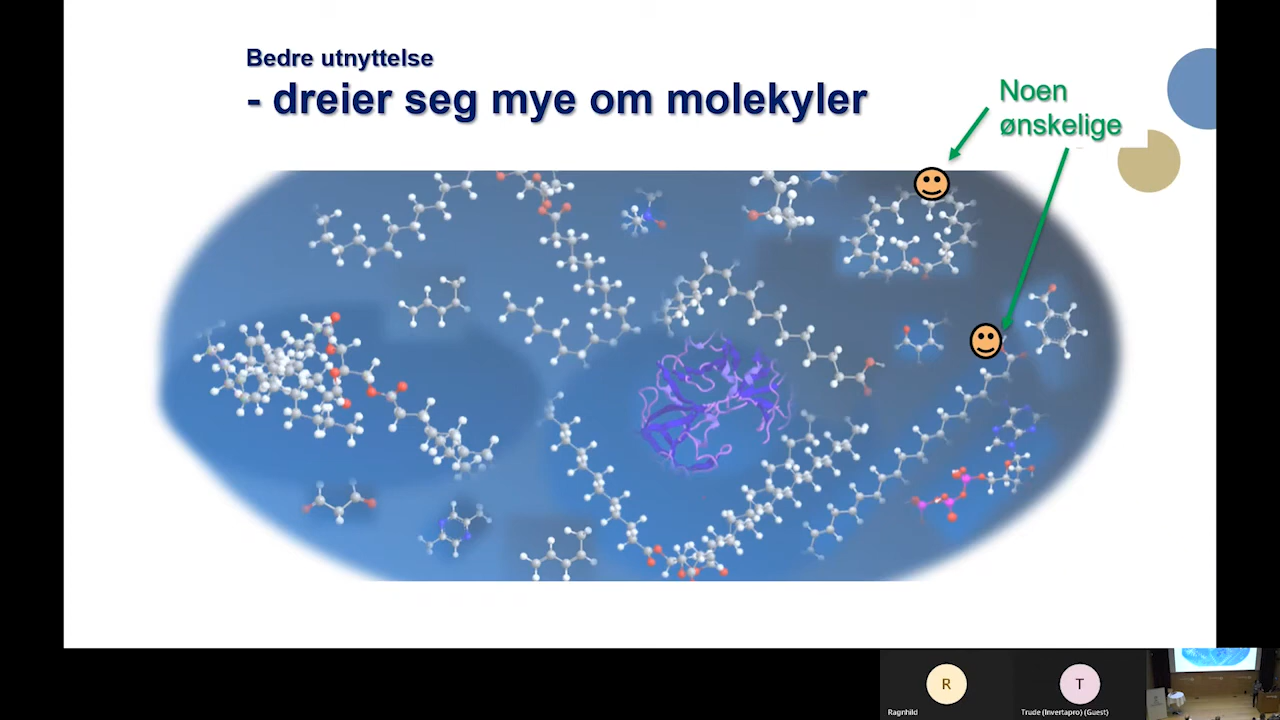 Bedre utnyttelse
- dreier seg mye om molekyler
Noen
ønskelige
R
T
Ragnhild
Trude (Invertapro) (Guest)